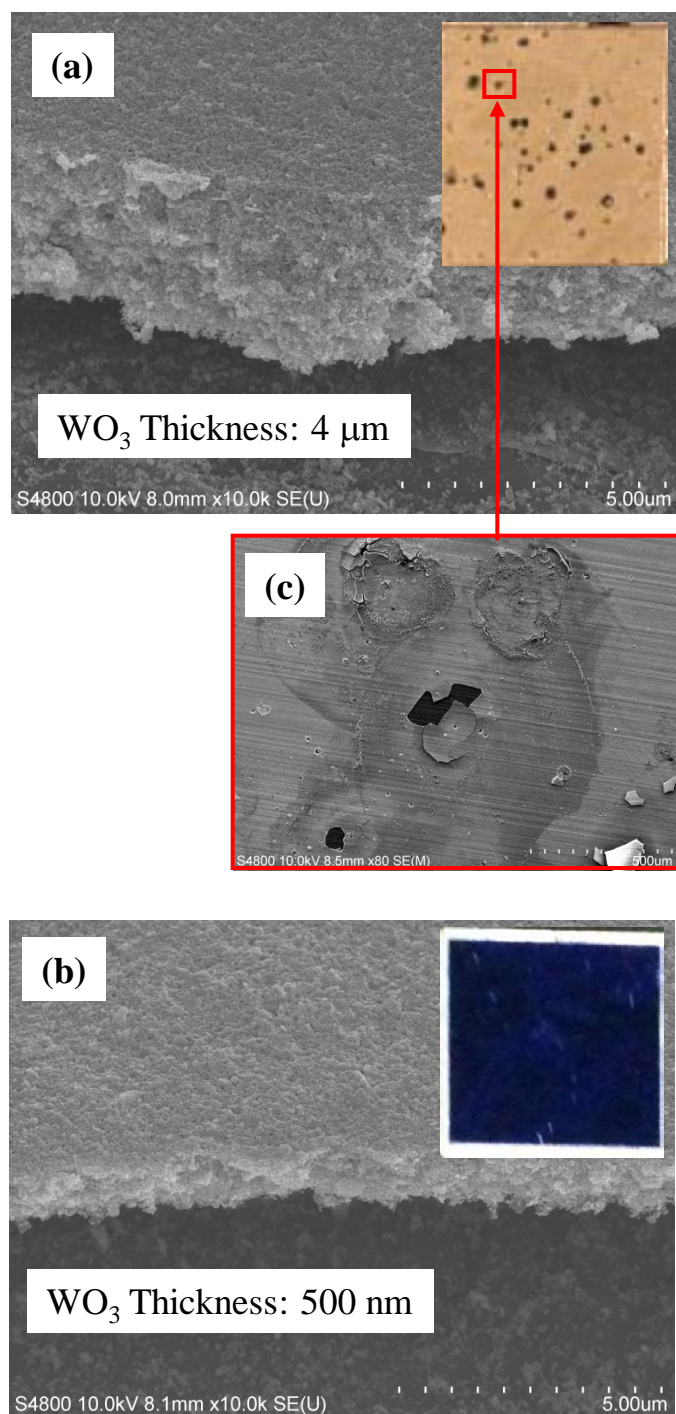 (a)
WO₃ Thickness: 4 μm
S4800 10.0kV 8.0mm x10.0k SE(U)
5.00um
(c)
S4800 10.0kV 8.5mm x80 SE(M)
500um
(b)
WO₃ Thickness: 500 nm
S4800 10.0kV 8.1mm x10.0k SE(U)
5.00um